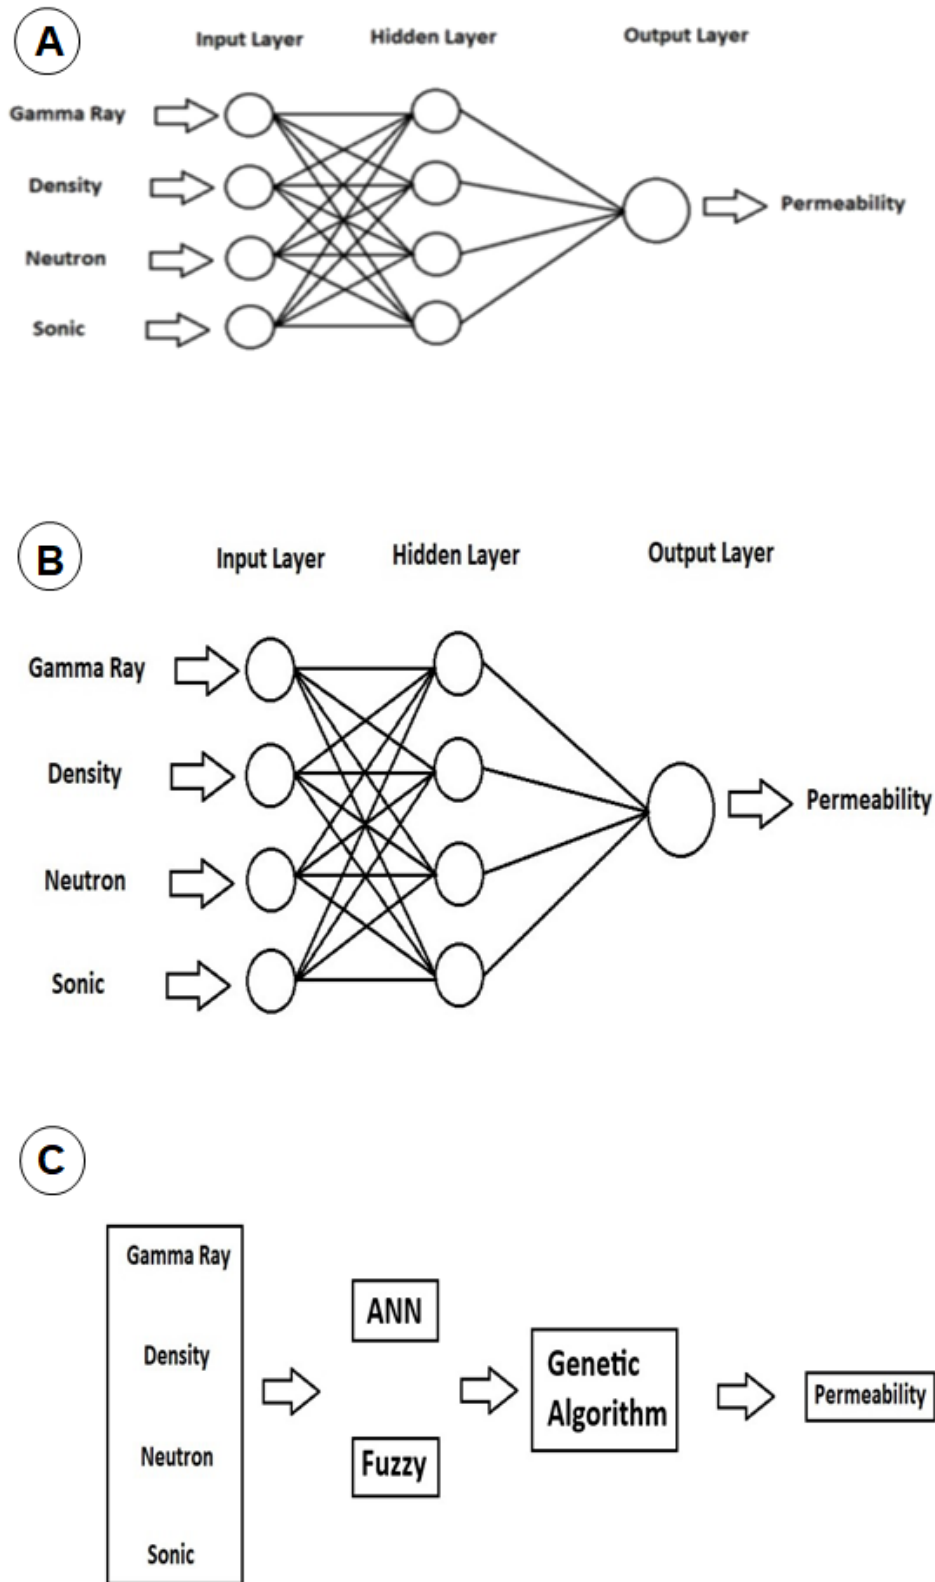 A
Input Layer
Hidden Layer
Output Layer
Gamma Ray
Density
Neutron
Sonic
Permeability
B
Input Layer
Hidden Layer
Output Layer
Gamma Ray
Density
Neutron
Sonic
Permeability
C
Gamma Ray
Density
Neutron
Sonic
ANN
Fuzzy
Genetic
Algorithm
Permeability